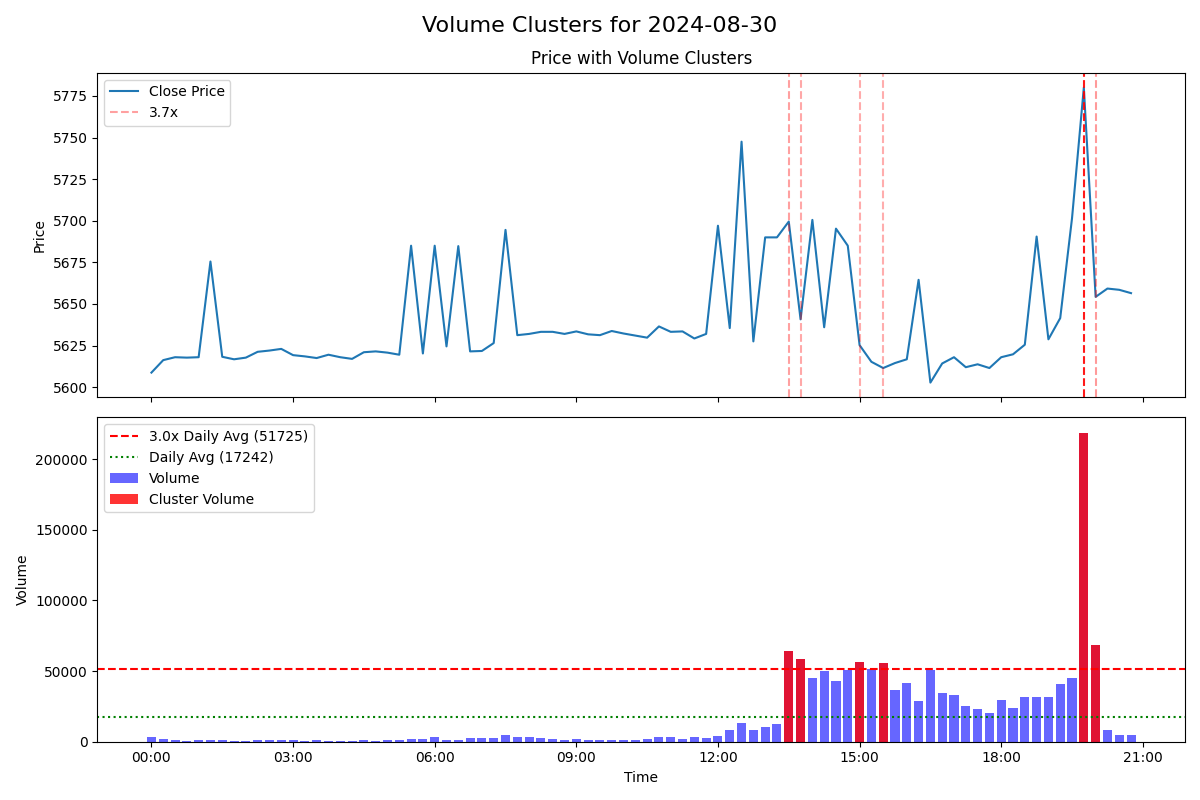 Volume Clusters for 2024-08-30
Price with Volume Clusters
Close Price
3.7x
5775
5750
5725
5700
5675
5650
5625
5600
Price
3.0x Daily Avg (51725)
Daily Avg (17242)
Volume
Cluster Volume
200000
150000
100000
50000
0
Volume
00:00 03:00 06:00 09:00 12:00 15:00 18:00 21:00
Time